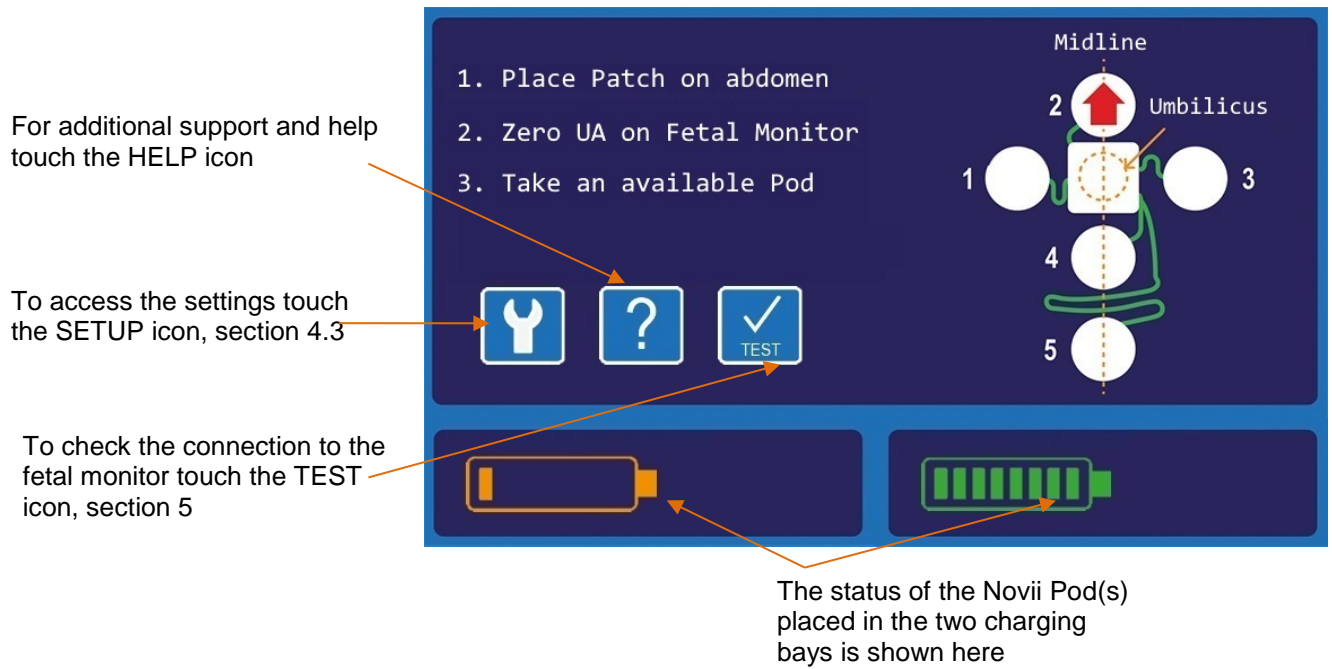 For additional support and help
touch the HELP icon
To access the settings touch
the SETUP icon, section 4.3
To check the connection to the
fetal monitor touch the TEST
icon, section 5
1. Place Patch on abdomen
2. Zero UA on Fetal Monitor
3. Take an available Pod
?
TEST
Midline
2
Umbilicus
1
3
4
5
The status of the Novii Pod(s)
placed in the two charging
bays is shown here